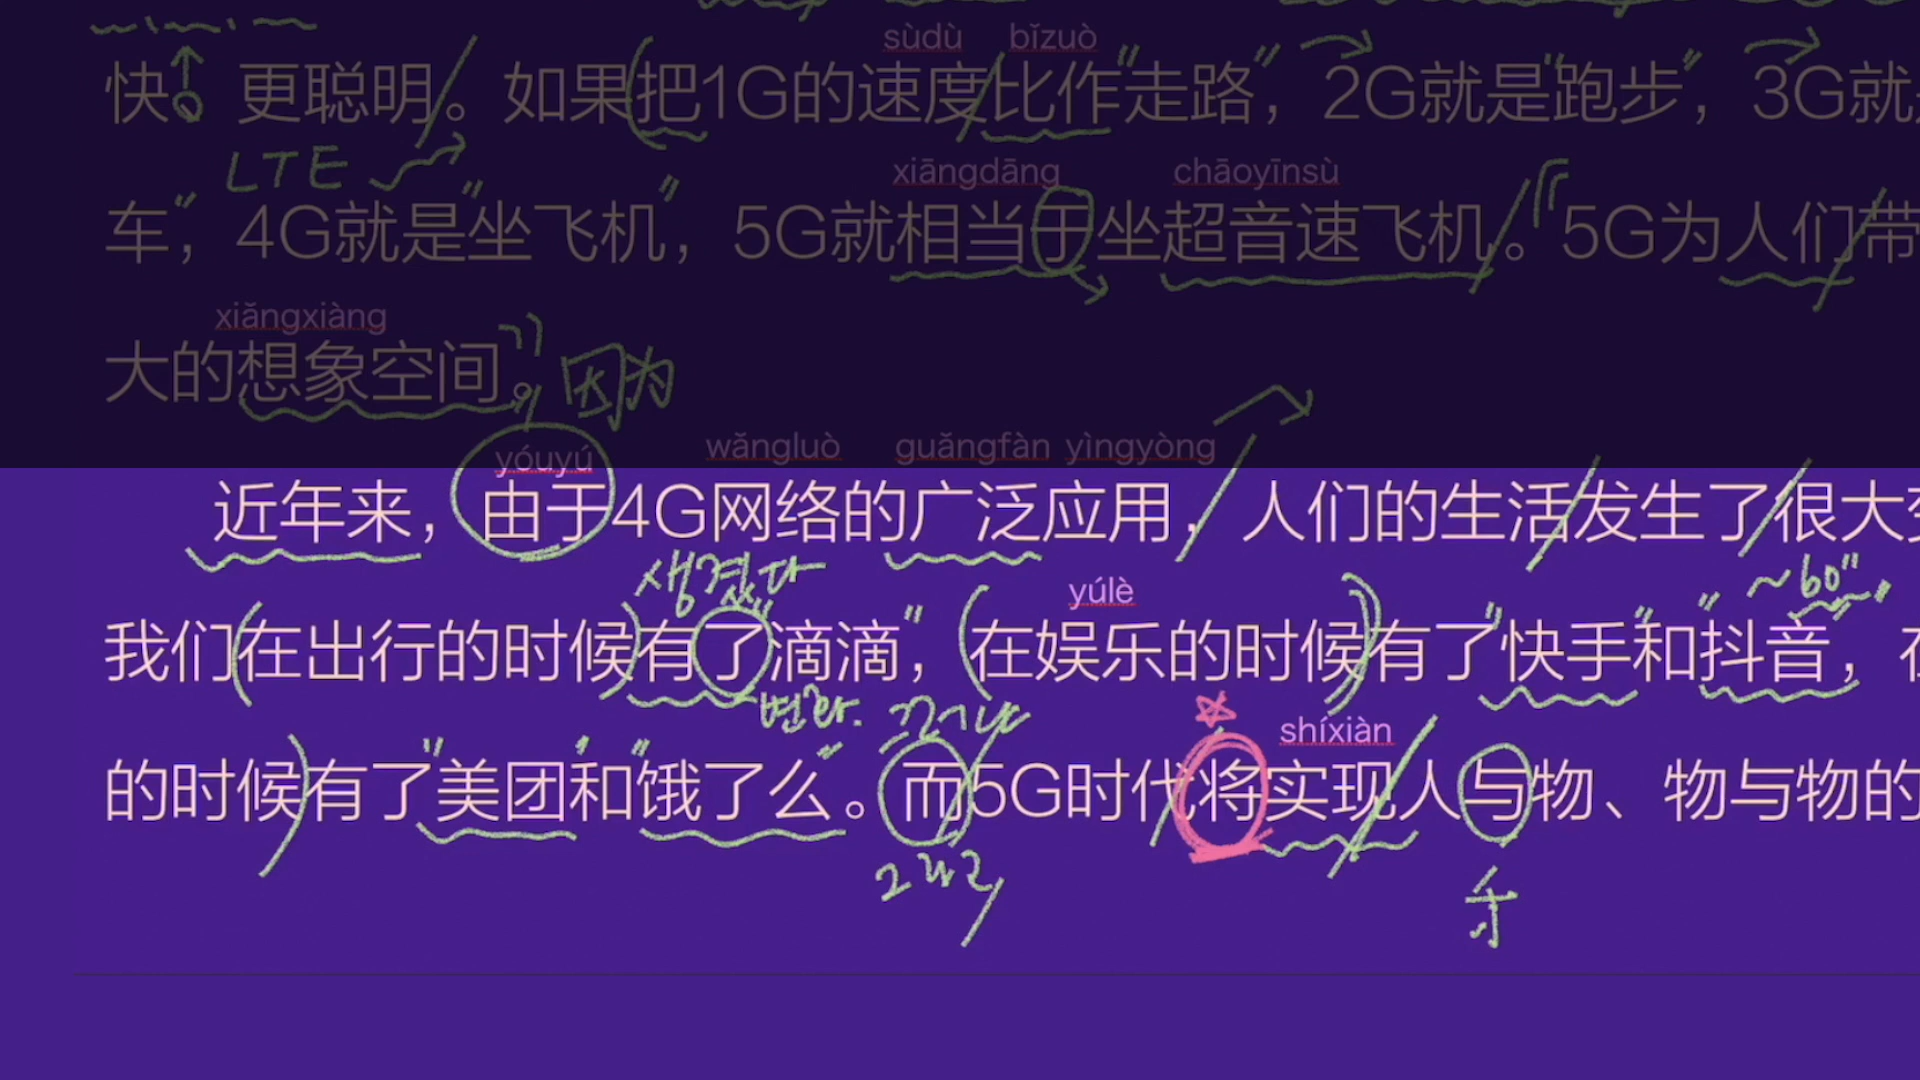 sùdù bǐzuò
快。更聪明。如果把1G的速度比作走路，2G就是跑步，3G就
LTE
xiāngdāng chāoyīnsù
车，4G就是坐飞机，5G就相当于坐超音速飞机。5G为人们带
xiǎngxiàng
大的想象空间。因为
yóuyú wǎngluò guǎngfàn yìngyòng
近年来，由于4G网络的广泛应用，人们的生活发生了很大
생겼다 yúlè ~60"
我们在出行的时候有了滴滴，在娱乐的时候有了"快手"和"抖音，
변화. shíxiàn
的时候有了"美团"和"饿了么"。而5G时代将实现人与物、物与物的
그리고